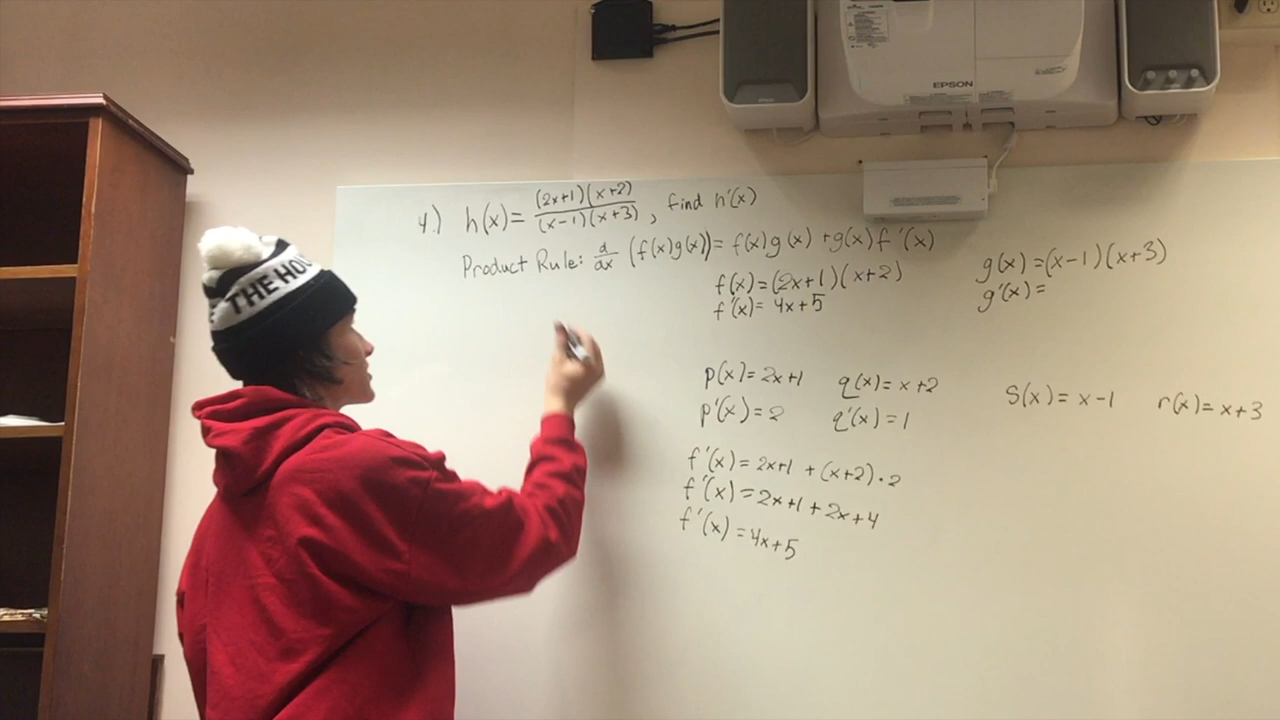 EPSON
THE HOU
4.) h(x)= (2x+1)(x+2) / (x-1)(x+3) , find h'(x)
Product Rule: d/dx (f(x)g(x))= f(x)g(x) +g(x)f'(x)
f(x)=(2x+1)(x+2)
f'(x)= 4x+5
g(x)=(x-1)(x+3)
g'(x)=
p(x)=2x+1 q(x)=x+2
p'(x)=2 q'(x)=1
S(x)= x-1 r(x)=x+3
f'(x)=2x+1 +(x+2)·2
f'(x)=2x+1+2x+4
f'(x)=4x+5